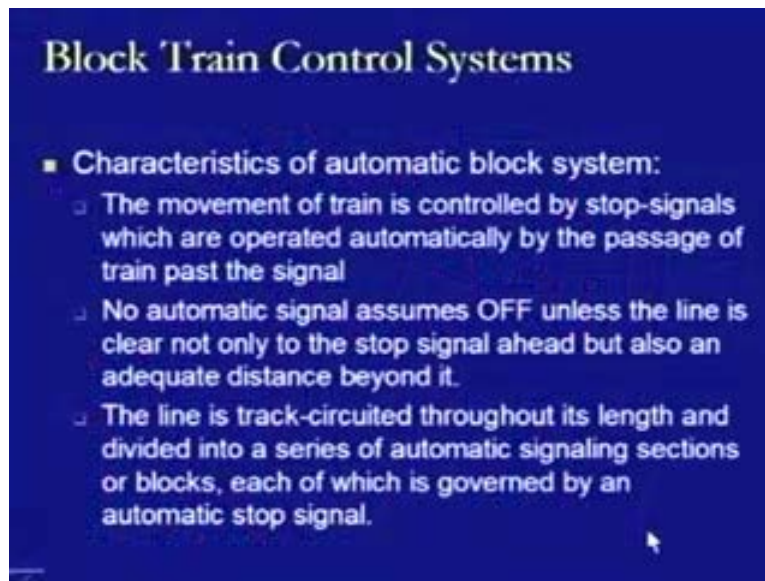 Block Train Control Systems
Characteristics of automatic block system:
The movement of train is controlled by stop-signals
which are operated automatically by the passage of
train past the signal
No automatic signal assumes OFF unless the line is
clear not only to the stop signal ahead but also an
adequate distance beyond it.
The line is track-circuited throughout its length and
divided into a series of automatic signaling sections
or blocks, each of which is governed by an
automatic stop signal.